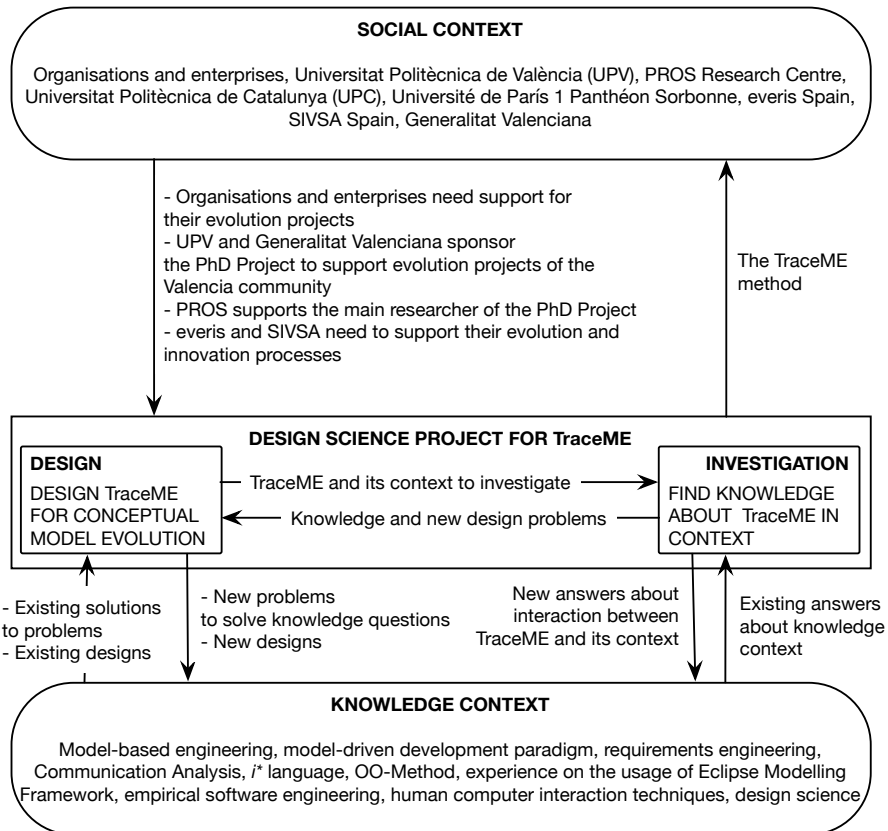 SOCIAL CONTEXT
Organisations and enterprises, Universitat Politècnica de València (UPV), PROS Research Centre,
Universitat Politècnica de Catalunya (UPC), Université de París 1 Panthéon Sorbonne, everis Spain,
SIVSA Spain, Generalitat Valenciana
- Organisations and enterprises need support for
their evolution projects
- UPV and Generalitat Valenciana sponsor
the PhD Project to support evolution projects of the
Valencia community
- PROS supports the main researcher of the PhD Project
- everis and SIVSA need to support their evolution and
innovation processes
The TraceME
method
DESIGN SCIENCE PROJECT FOR TraceME
DESIGN
DESIGN TraceME
FOR CONCEPTUAL
MODEL EVOLUTION
TraceME and its context to investigate
Knowledge and new design problems
INVESTIGATION
FIND KNOWLEDGE
ABOUT TraceME IN
CONTEXT
- Existing solutions
to problems
- Existing designs
- New problems
to solve knowledge questions
- New designs
New answers about
interaction between
TraceME and its context
Existing answers
about knowledge
context
KNOWLEDGE CONTEXT
Model-based engineering, model-driven development paradigm, requirements engineering,
Communication Analysis, i* language, OO-Method, experience on the usage of Eclipse Modelling
Framework, empirical software engineering, human computer interaction techniques, design science